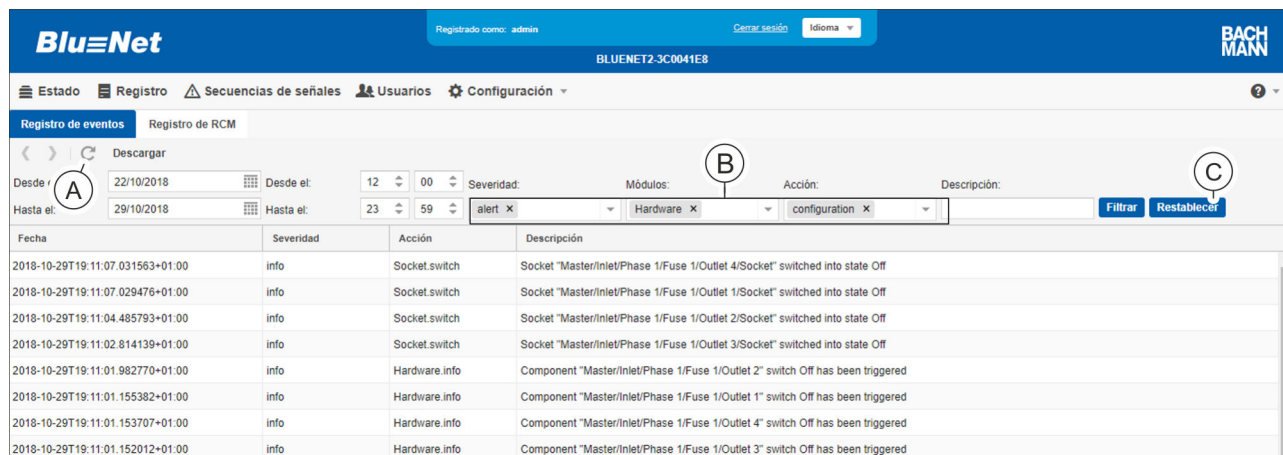 Blu≡Net
Registrado como: admin
Cerrar sesión
Idioma
BLUENET2-3C0041E8
BACH
MANN
Estado Registro Secuencias de señales Usuarios Configuración ?
Registro de eventos Registro de RCM
Descargar
A
B
C
Desde 22/10/2018 Desde el: 12 00 Severidad: Módulos: Acción: Descripción:
Hasta el: 29/10/2018 Hasta el: 23 59 alert × Hardware × configuration × Filtrar Restablecer
Fecha Severidad Acción Descripción
2018-10-29T19:11:07.031563+01:00 info Socket.switch Socket "Master/Inlet/Phase 1/Fuse 1/Outlet 4/Socket" switched into state Off
2018-10-29T19:11:07.029476+01:00 info Socket.switch Socket "Master/Inlet/Phase 1/Fuse 1/Outlet 1/Socket" switched into state Off
2018-10-29T19:11:04.485793+01:00 info Socket.switch Socket "Master/Inlet/Phase 1/Fuse 1/Outlet 2/Socket" switched into state Off
2018-10-29T19:11:02.814139+01:00 info Socket.switch Socket "Master/Inlet/Phase 1/Fuse 1/Outlet 3/Socket" switched into state Off
2018-10-29T19:11:01.982770+01:00 info Hardware.info Component "Master/Inlet/Phase 1/Fuse 1/Outlet 2" switch Off has been triggered
2018-10-29T19:11:01.155382+01:00 info Hardware.info Component "Master/Inlet/Phase 1/Fuse 1/Outlet 1" switch Off has been triggered
2018-10-29T19:11:01.153707+01:00 info Hardware.info Component "Master/Inlet/Phase 1/Fuse 1/Outlet 4" switch Off has been triggered
2018-10-29T19:11:01.152012+01:00 info Hardware.info Component "Master/Inlet/Phase 1/Fuse 1/Outlet 3" switch Off has been triggered